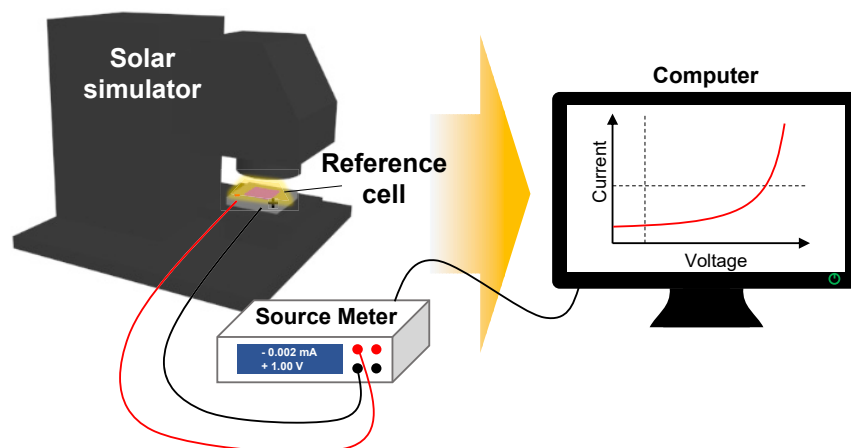 Solar
simulator
Reference
cell
Source Meter
- 0.002 mA
+ 1.00 V
Computer
Current
Voltage